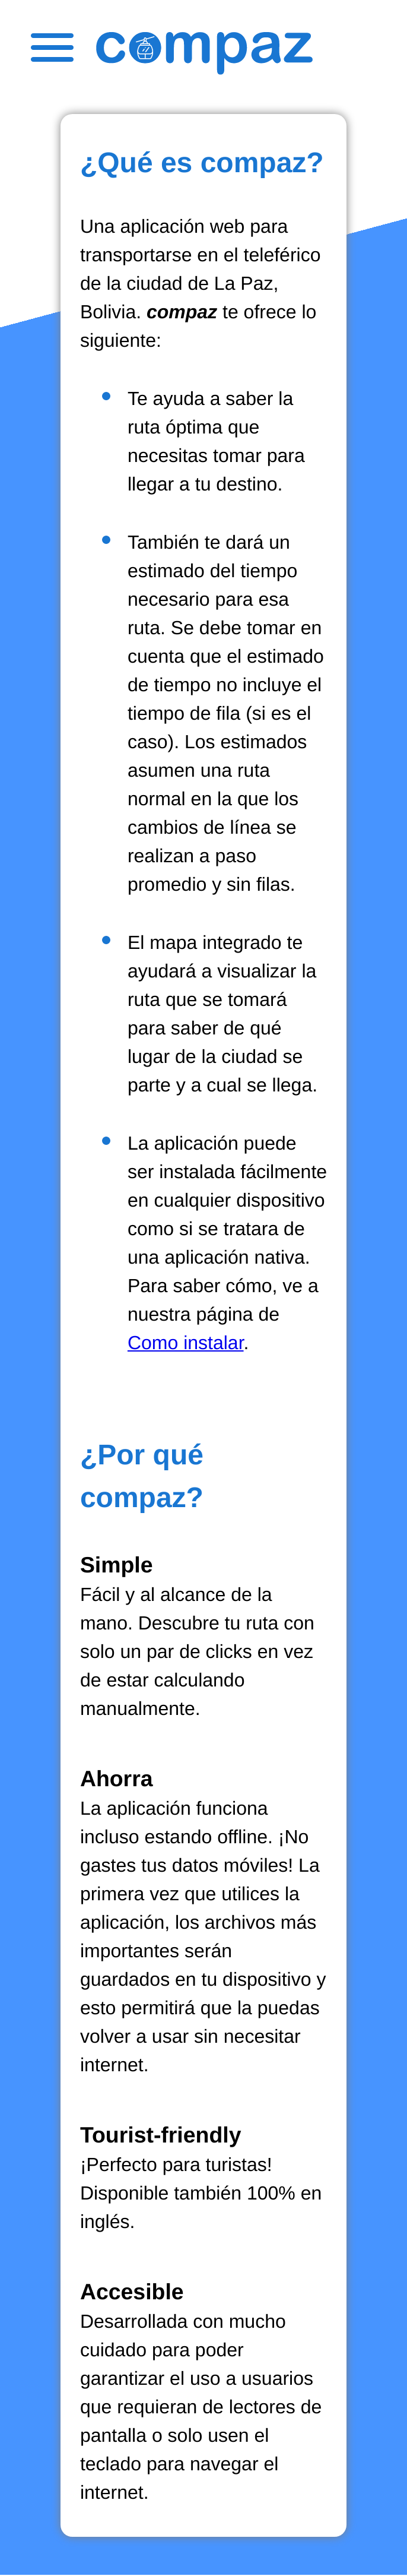 compaz
¿Qué es compaz?
Una aplicación web para
transportarse en el teleférico
de la ciudad de La Paz,
Bolivia. compaz te ofrece lo
siguiente:
Te ayuda a saber la
ruta óptima que
necesitas tomar para
llegar a tu destino.
También te dará un
estimado del tiempo
necesario para esa
ruta. Se debe tomar en
cuenta que el estimado
de tiempo no incluye el
tiempo de fila (si es el
caso). Los estimados
asumen una ruta
normal en la que los
cambios de línea se
realizan a paso
promedio y sin filas.
El mapa integrado te
ayudará a visualizar la
ruta que se tomará
para saber de qué
lugar de la ciudad se
parte y a cual se llega.
La aplicación puede
ser instalada fácilmente
en cualquier dispositivo
como si se tratara de
una aplicación nativa.
Para saber cómo, ve a
nuestra página de
Como instalar.
¿Por qué
compaz?
Simple
Fácil y al alcance de la
mano. Descubre tu ruta con
solo un par de clicks en vez
de estar calculando
manualmente.
Ahorra
La aplicación funciona
incluso estando offline. ¡No
gastes tus datos móviles! La
primera vez que utilices la
aplicación, los archivos más
importantes serán
guardados en tu dispositivo y
esto permitirá que la puedas
volver a usar sin necesitar
internet.
Tourist-friendly
¡Perfecto para turistas!
Disponible también 100% en
inglés.
Accesible
Desarrollada con mucho
cuidado para poder
garantizar el uso a usuarios
que requieran de lectores de
pantalla o solo usen el
teclado para navegar el
internet.